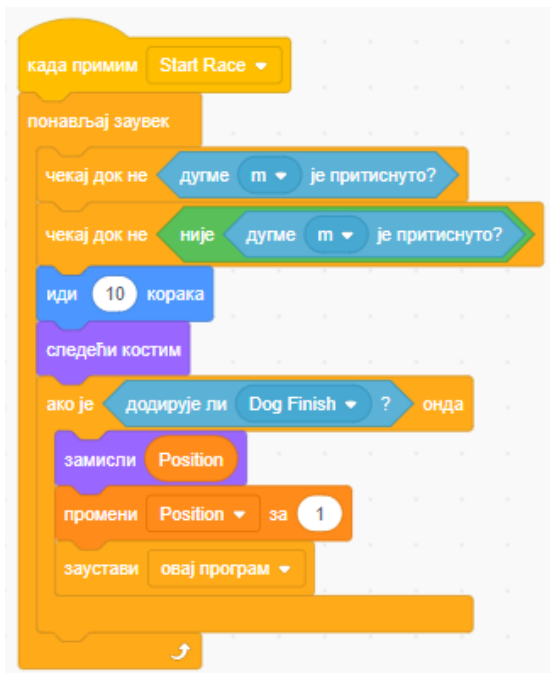 када примим Start Race
понављај заувек
чекај док не дугме m је притиснуто?
чекај док не није дугме m је притиснуто?
иди 10 корака
следећи костим
ако је додирује ли Dog Finish ? онда
замисли Position
промени Position за 1
заустави овај програм